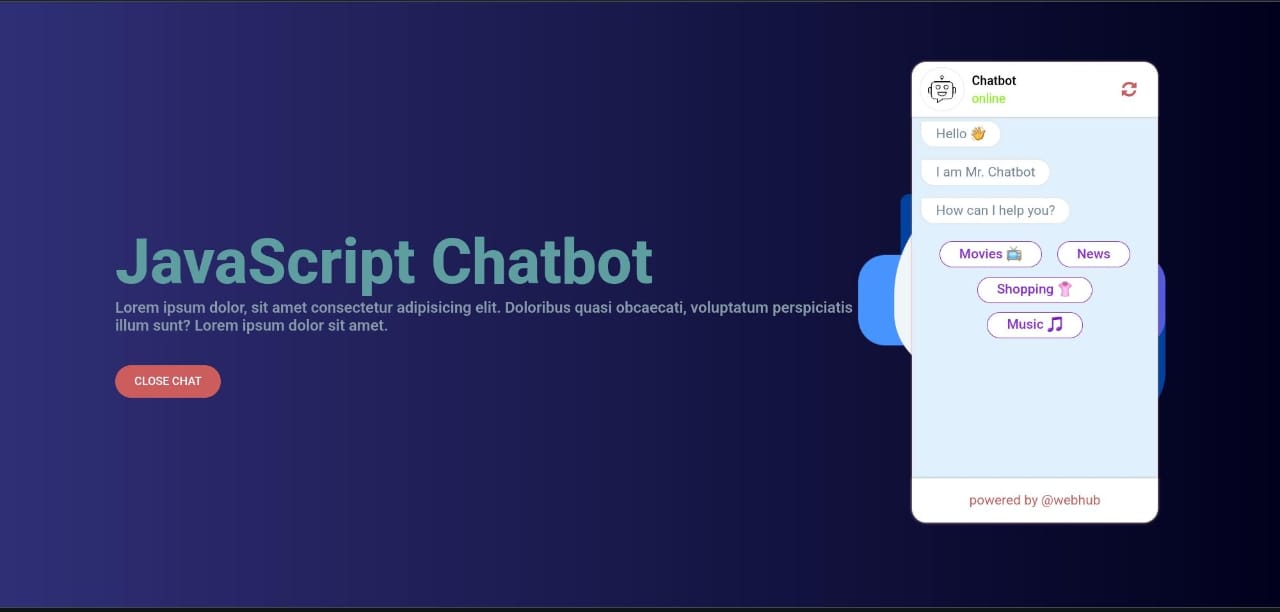 JavaScript Chatbot
Lorem ipsum dolor, sit amet consectetur adipisicing elit. Doloribus quasi obcaecati, voluptatum perspiciatis
illum sunt? Lorem ipsum dolor sit amet.
CLOSE CHAT
Chatbot
online
Hello 👋
I am Mr. Chatbot
How can I help you?
Movies 📺 News
Shopping 👚
Music 🎵
powered by @webhub